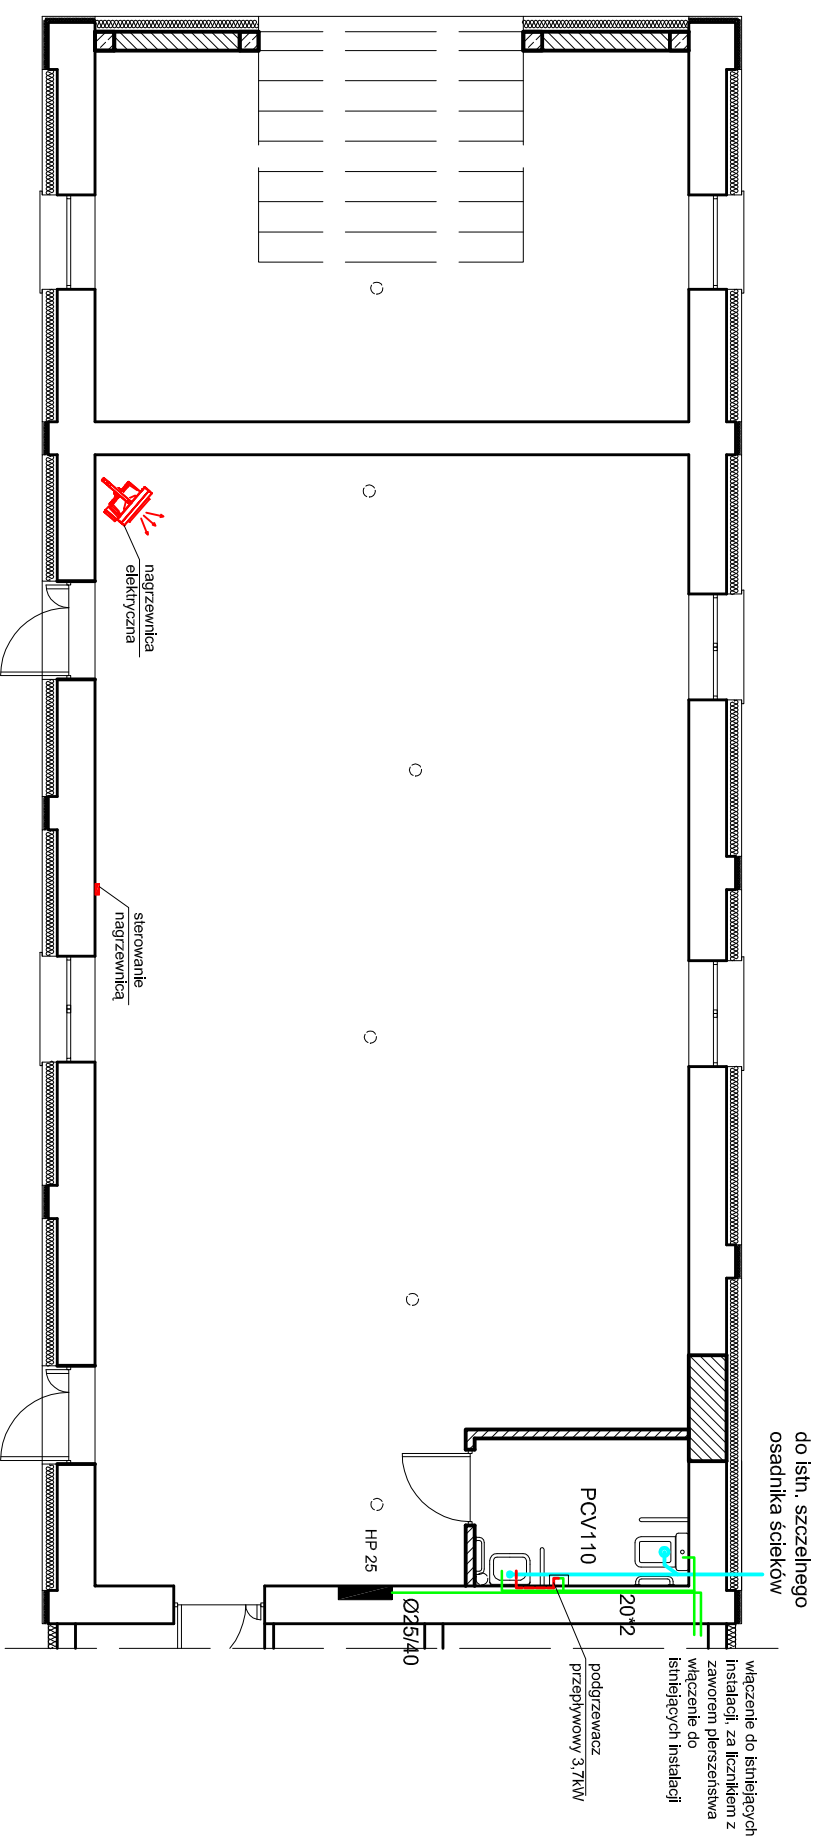 nagrzewnica
elektryczna
sterowanie
nagrzewnicą
do istn. szczelnego
osadnika ścieków
PCV110
HP 25
Ø25/40
20*2
włączenie do istniejących
instalacji, za licznikiem z
zaworem pierszeństwa
włączenie do
istniejących instalacji
podgrzewacz
przepływowy 3,7kW